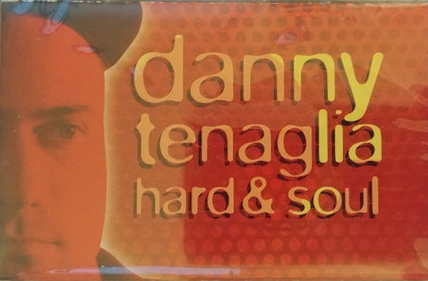 danny
tenaglia
hard & soul